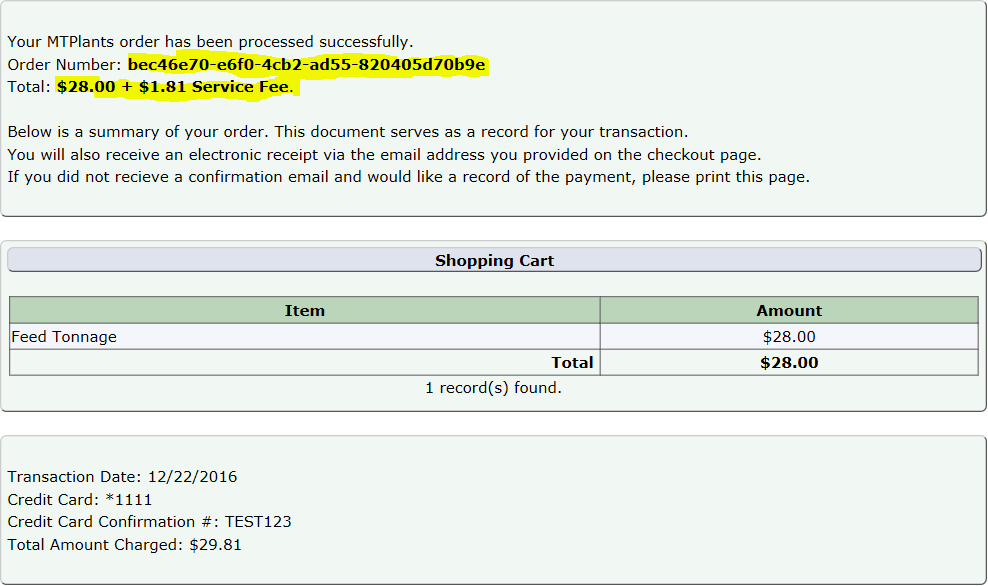 Your MTPlants order has been processed successfully.
Order Number: bec46e70-e6f0-4cb2-ad55-820405d70b9e
Total: $28.00 + $1.81 Service Fee.
Below is a summary of your order. This document serves as a record for your transaction.
You will also receive an electronic receipt via the email address you provided on the checkout page.
If you did not recieve a confirmation email and would like a record of the payment, please print this page.
Shopping Cart
Item Amount
Feed Tonnage $28.00
Total $28.00
1 record(s) found.
Transaction Date: 12/22/2016
Credit Card: *1111
Credit Card Confirmation #: TEST123
Total Amount Charged: $29.81